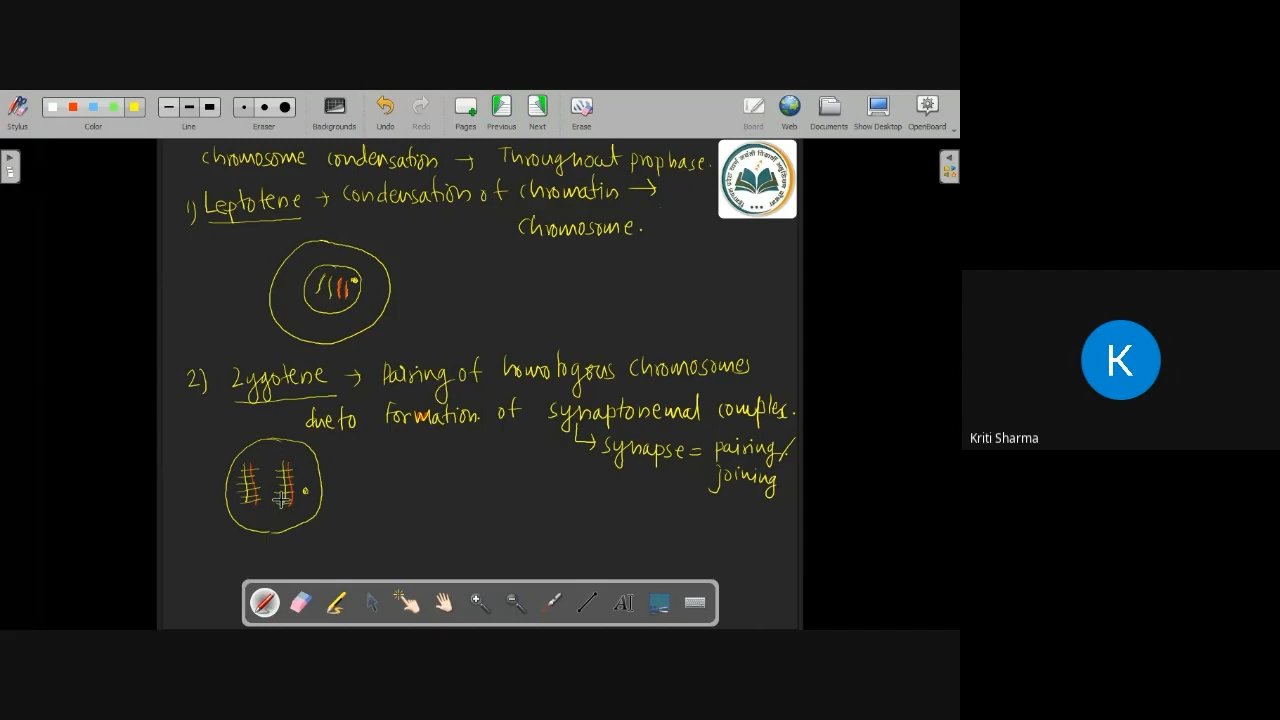 Stylus
Color
Line
Eraser
Backgrounds
Undo
Redo
Pages
Previous
Next
Erase
Board
Web
Documents
Show Desktop
OpenBoard
chromosome condensation → Throughout prophase.
1) Leptotene → condensation of chromatin →
chromosome.
2) Zygotene → Pairing of homologous chromosomes
due to formation of synaptonemal complex.
↳ synapse = pairing/
joining
AI
K
Kriti Sharma